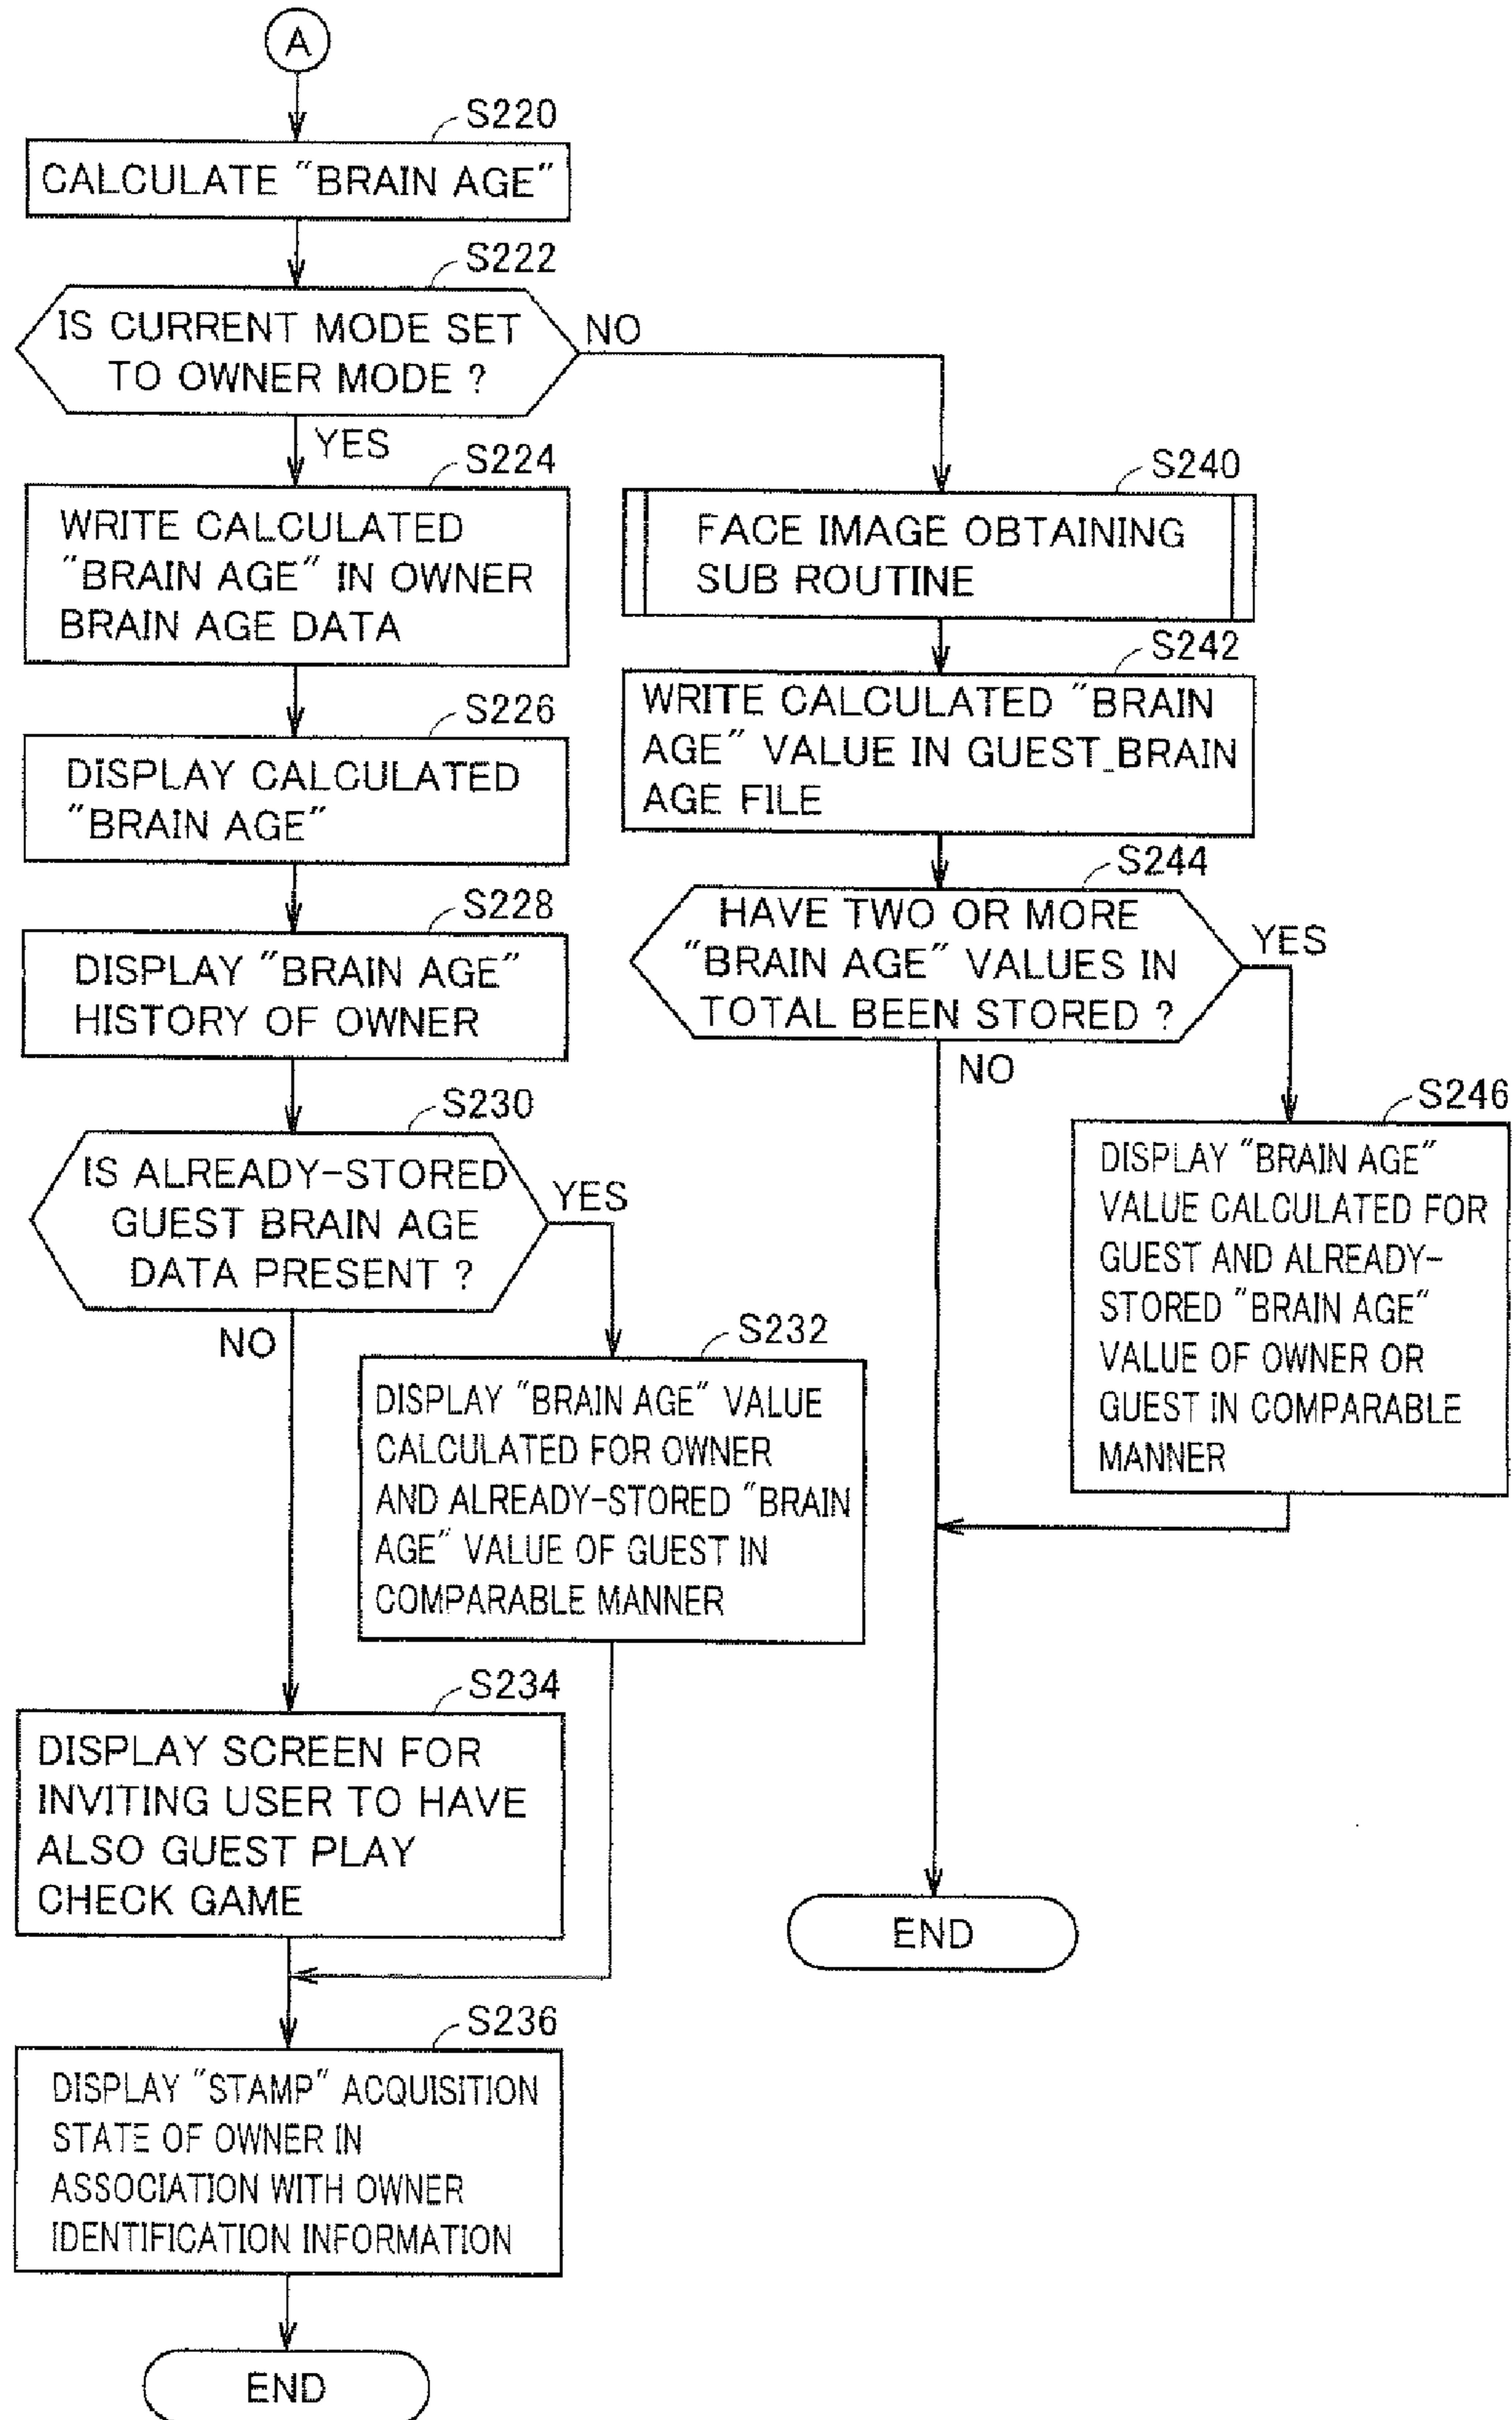 A
S220
CALCULATE "BRAIN AGE"
S222
IS CURRENT MODE SET
TO OWNER MODE ?
NO
YES
S224
WRITE CALCULATED
"BRAIN AGE" IN OWNER
BRAIN AGE DATA
S226
DISPLAY CALCULATED
"BRAIN AGE"
S228
DISPLAY "BRAIN AGE"
HISTORY OF OWNER
S230
IS ALREADY-STORED
GUEST BRAIN AGE
DATA PRESENT ?
YES
NO
S232
DISPLAY "BRAIN AGE" VALUE
CALCULATED FOR OWNER
AND ALREADY-STORED "BRAIN
AGE" VALUE OF GUEST IN
COMPARABLE MANNER
S234
DISPLAY SCREEN FOR
INVITING USER TO HAVE
ALSO GUEST PLAY
CHECK GAME
S236
DISPLAY "STAMP" ACQUISITION
STATE OF OWNER IN
ASSOCIATION WITH OWNER
IDENTIFICATION INFORMATION
END
S240
FACE IMAGE OBTAINING
SUB ROUTINE
S242
WRITE CALCULATED "BRAIN
AGE" VALUE IN GUEST_BRAIN
AGE FILE
S244
HAVE TWO OR MORE
"BRAIN AGE" VALUES IN
TOTAL BEEN STORED ?
YES
NO
S246
DISPLAY "BRAIN AGE"
VALUE CALCULATED FOR
GUEST AND ALREADY-
STORED "BRAIN AGE"
VALUE OF OWNER OR
GUEST IN COMPARABLE
MANNER
END